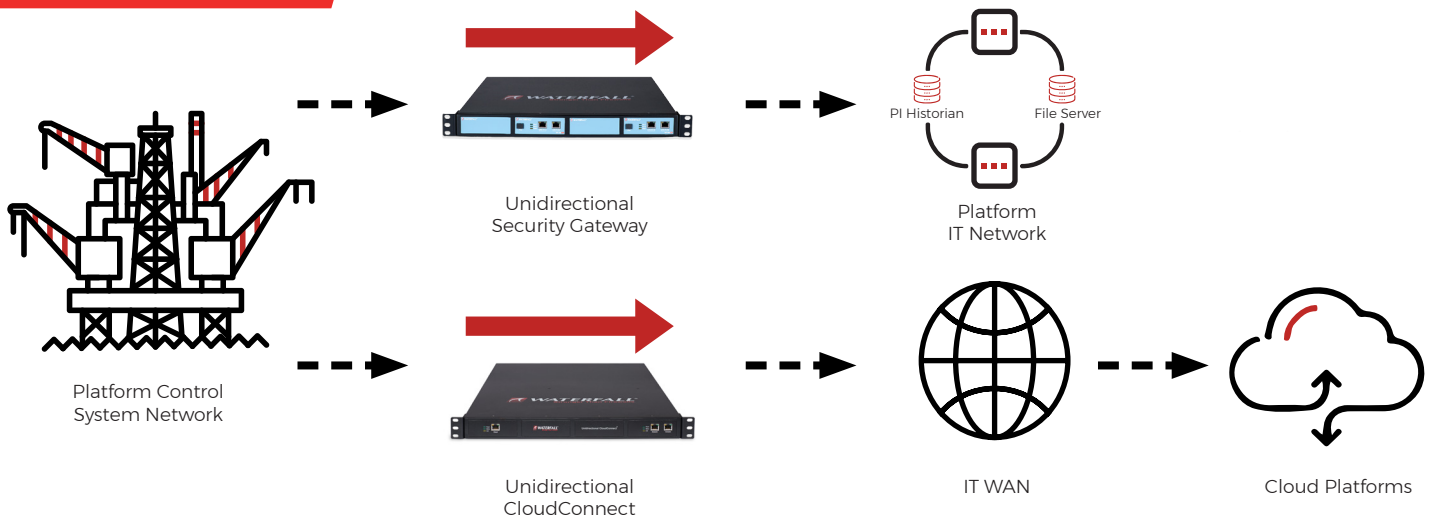 WATERFALL
PI Historian
File Server
Unidirectional
Security Gateway
Platform
IT Network
Platform Control
System Network
WATERFALL
WATERFALL
Unidirectional
CloudConnect
IT WAN
Cloud Platforms